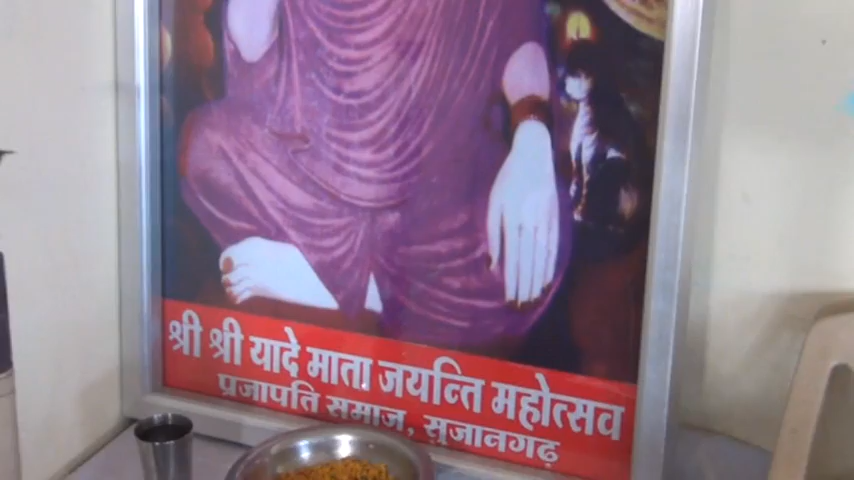 श्री श्री यादे माता जयन्ति महोत्सव
प्रजापति समाज, सुजानगढ़